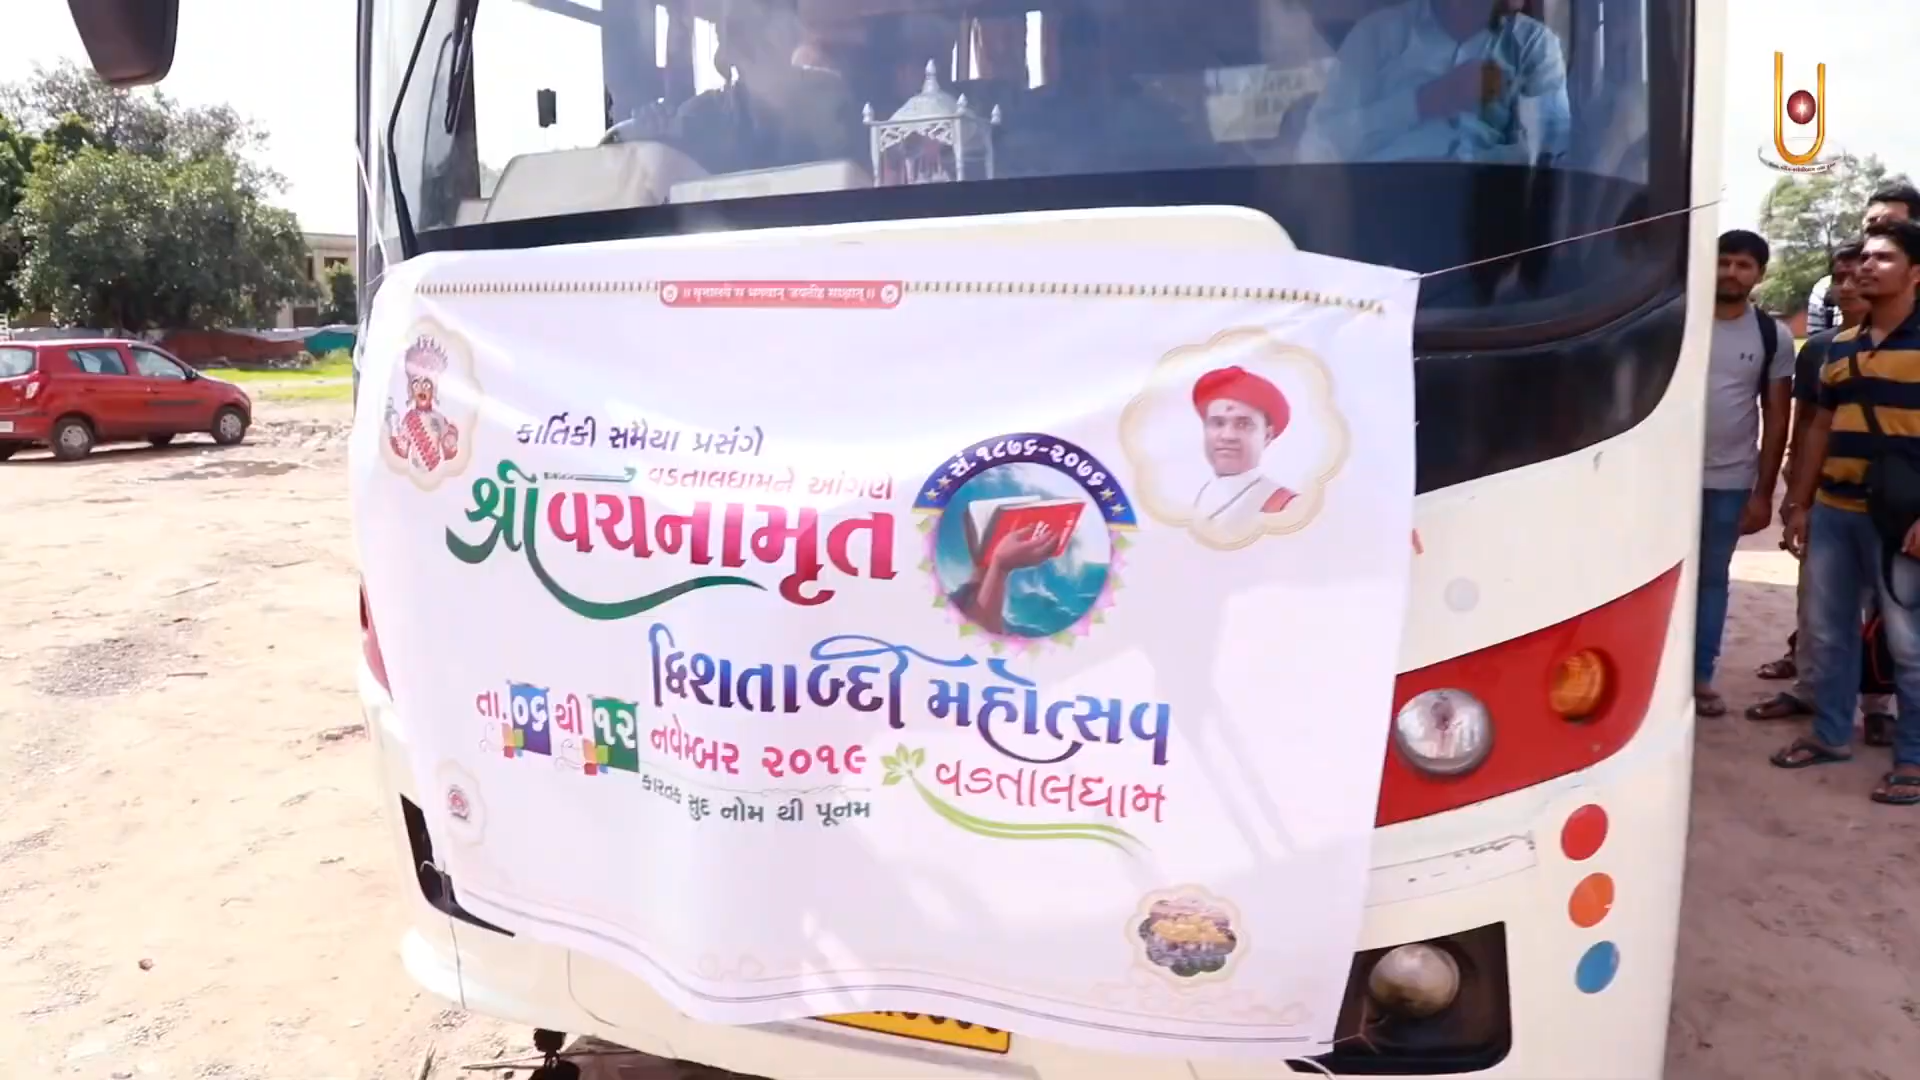 કાર્તિકી સમૈયા પ્રસંગે
વડતાલધામને આંગણે
શ્રી વચનામૃત
સં.૧૮૭૬-૨૦૭૬
દ્વિશતાબ્દી મહોત્સવ
તા. ૦૬ થી ૧૨ નવેમ્બર ૨૦૧૯
કારતક સુદ નોમ થી પૂનમ
વડતાલધામ